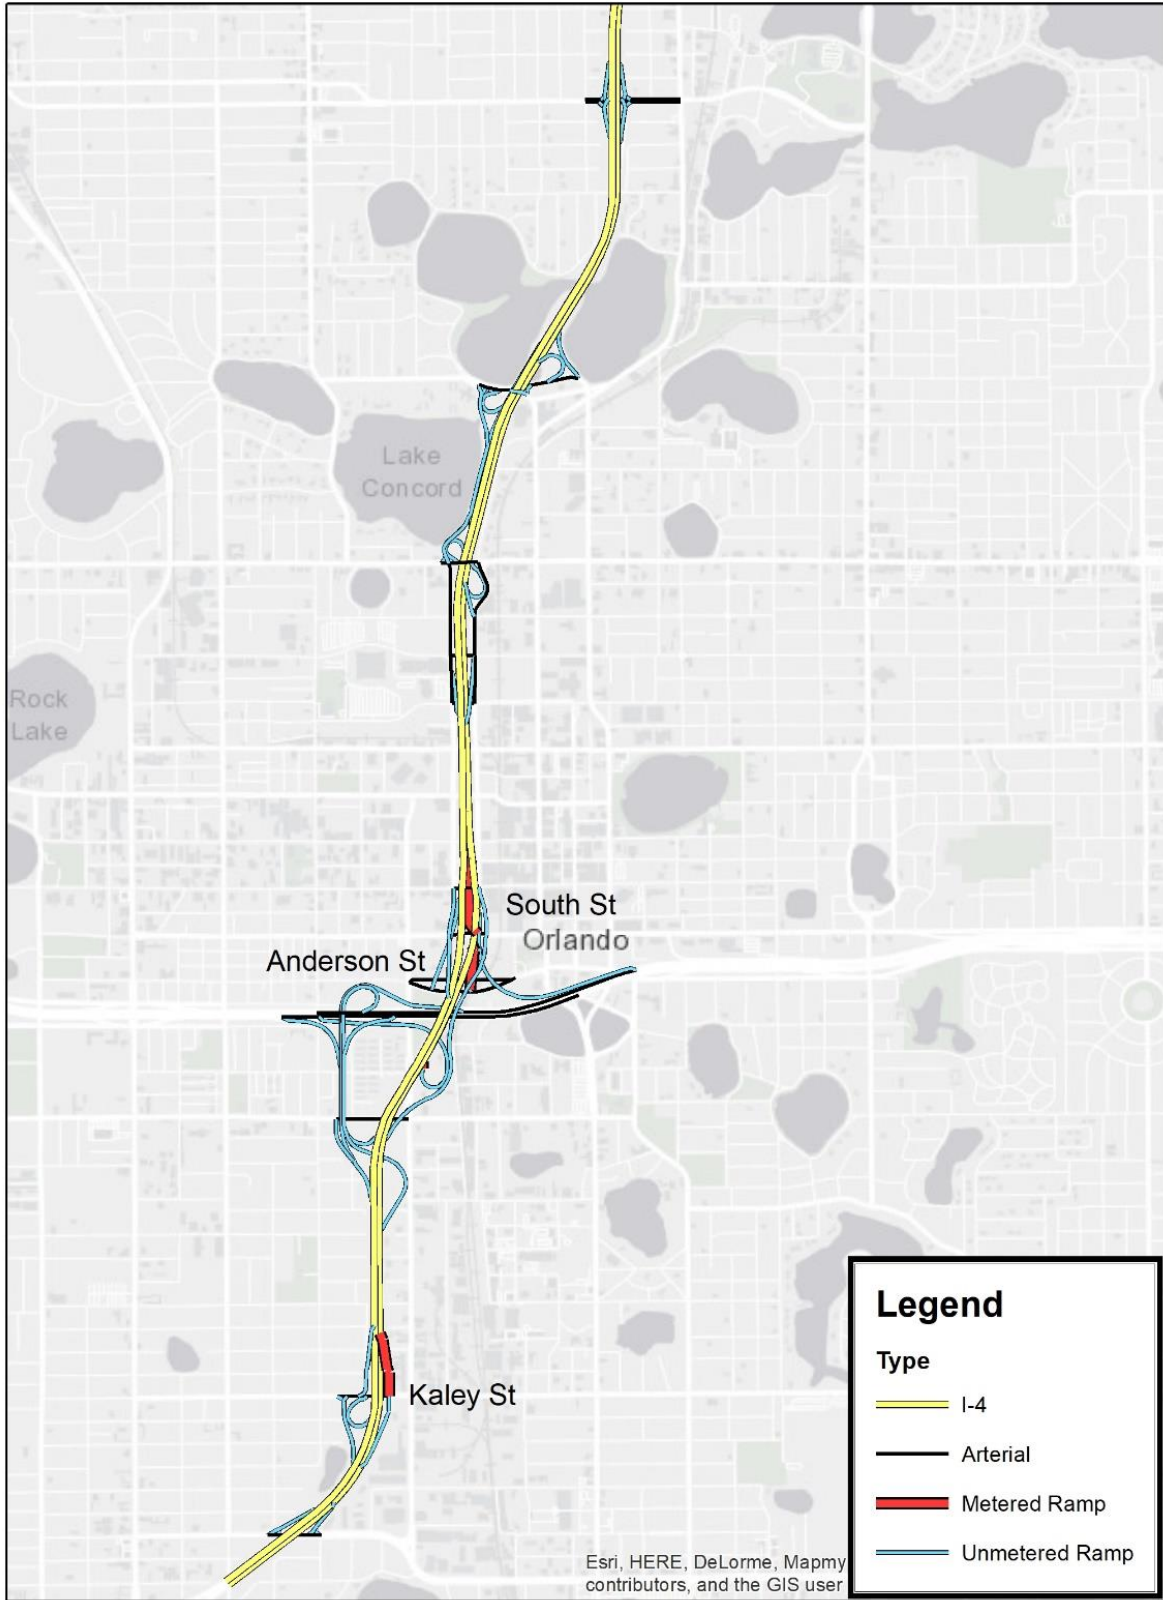 Lake
Concord
Rock
Lake
South St
Orlando
Anderson St
Kaley St
Legend
Type
I-4
Arterial
Metered Ramp
Unmetered Ramp
Esri, HERE, DeLorme, Mapmy
contributors, and the GIS user